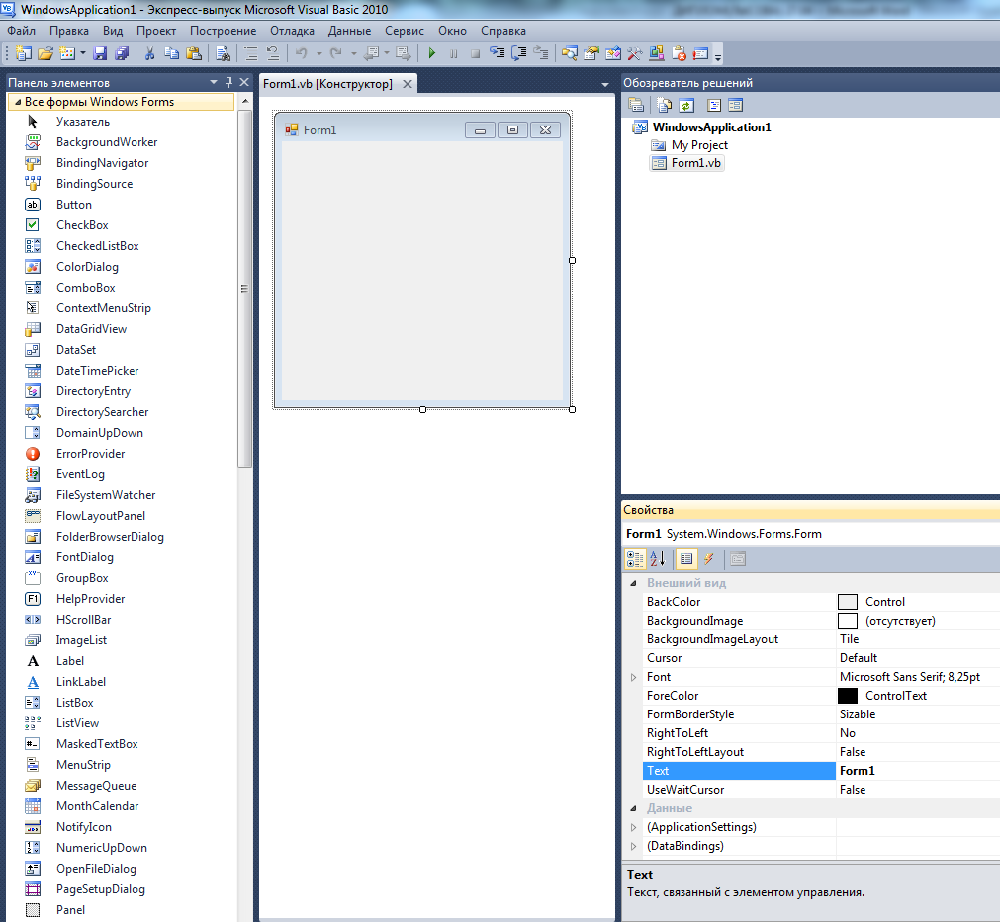 WindowsApplication1 - Экспресс-выпуск Microsoft Visual Basic 2010
Файл Правка Вид Проект Построение Отладка Данные Сервис Окно Справка
Панель элементов
Все формы Windows Forms
Указатель
BackgroundWorker
BindingNavigator
BindingSource
Button
CheckBox
CheckedListBox
ColorDialog
ComboBox
ContextMenuStrip
DataGridView
DataSet
DateTimePicker
DirectoryEntry
DirectorySearcher
DomainUpDown
ErrorProvider
EventLog
FileSystemWatcher
FlowLayoutPanel
FolderBrowserDialog
FontDialog
GroupBox
HelpProvider
HScrollBar
ImageList
Label
LinkLabel
ListBox
ListView
MaskedTextBox
MenuStrip
MessageQueue
MonthCalendar
NotifyIcon
NumericUpDown
OpenFileDialog
PageSetupDialog
Panel
Form1.vb [Конструктор]
Form1
Обозреватель решений
WindowsApplication1
My Project
Form1.vb
Свойства
Form1 System.Windows.Forms.Form
Внешний вид
BackColor Control
BackgroundImage (отсутствует)
BackgroundImageLayout Tile
Cursor Default
Font Microsoft Sans Serif; 8,25pt
ForeColor ControlText
FormBorderStyle Sizable
RightToLeft No
RightToLeftLayout False
Text Form1
UseWaitCursor False
Данные
(ApplicationSettings)
(DataBindings)
Text
Текст, связанный с элементом управления.